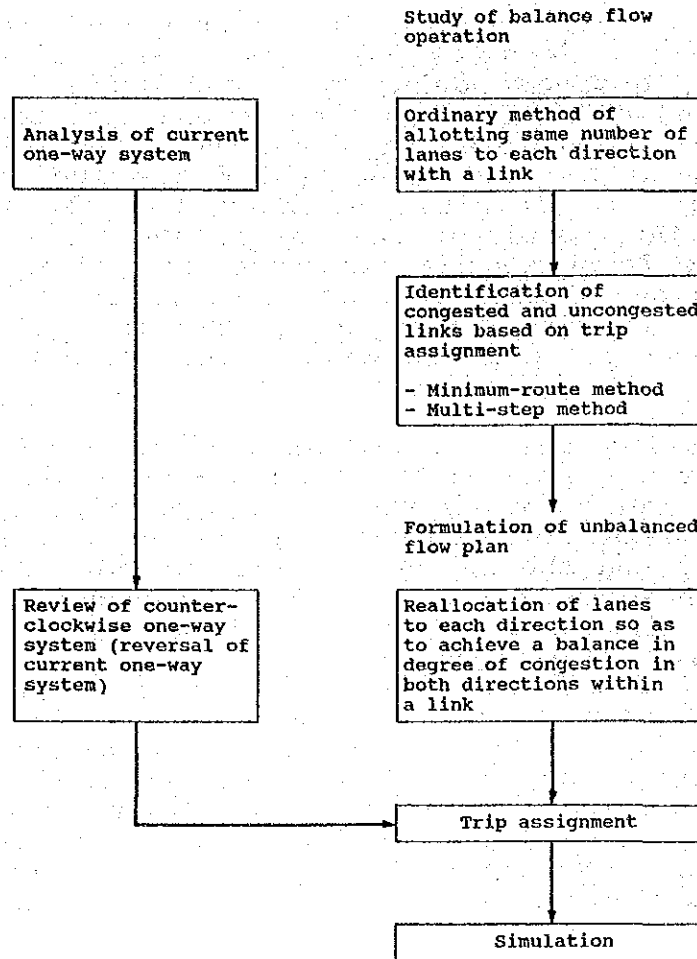 Study of balance flow
operation
Analysis of current
one-way system
Ordinary method of
allotting same number of
lanes to each direction
with a link
Identification of
congested and uncongested
links based on trip
assignment
- Minimum-route method
- Multi-step method
Formulation of unbalanced
flow plan
Review of counter-
clockwise one-way
system (reversal of
current one-way
system)
Reallocation of lanes
to each direction so as
to achieve a balance in
degree of congestion in
both directions within
a link
Trip assignment
Simulation